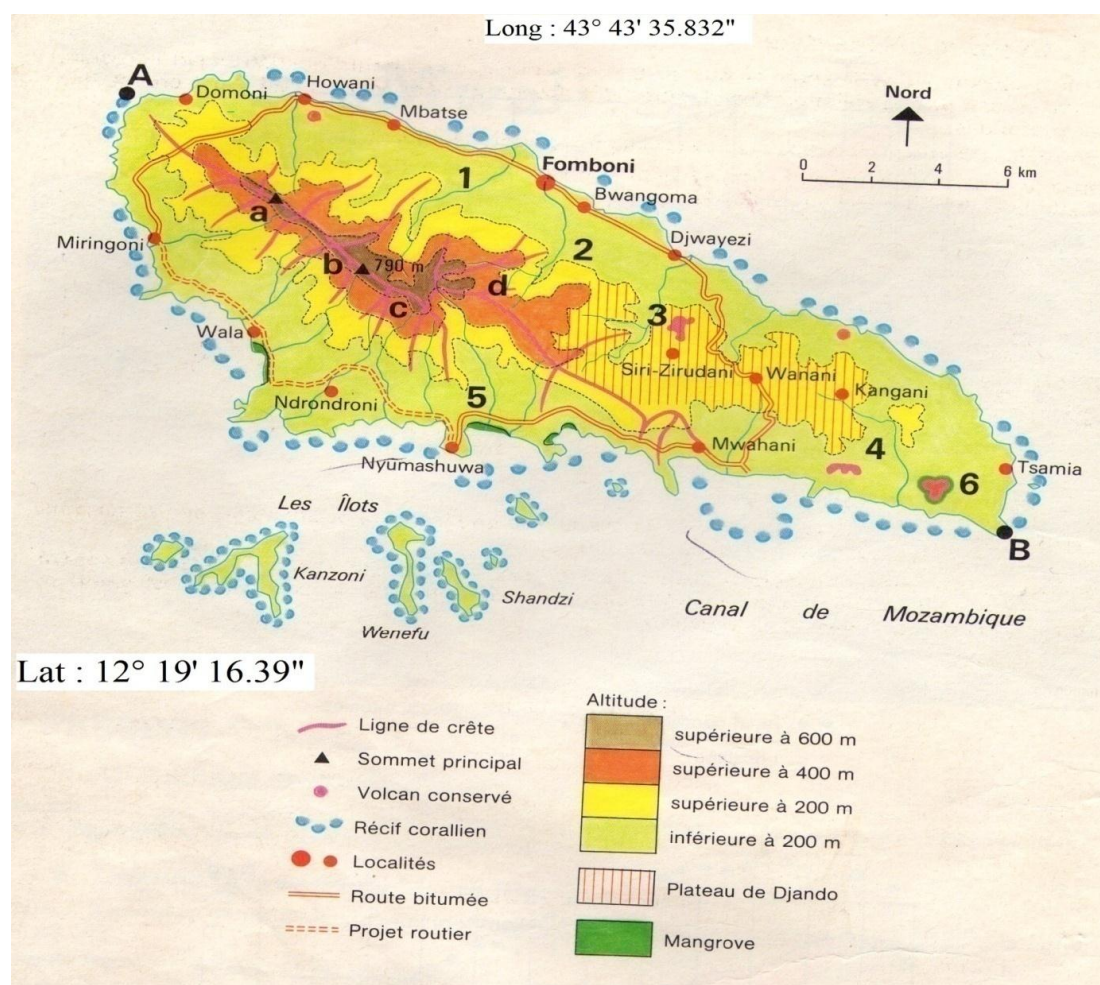 Long : 43° 43' 35.832"
A
Domoni
Howani
Mbatse
Nord
0 2 4 6 km
Fomboni
Bwangoma
1
a
Miringoni
2
Djwayezi
b
790 m
d
c
3
Wala
Siri-Zirudani
Wanani
Kangani
Ndrondroni
5
4
Mwahani
Nyumashuwa
6
Tsamia
Les Îlots
B
Kanzoni
Shandzi
Wenefu
Canal de Mozambique
Lat : 12° 19' 16.39"
Ligne de crête
Sommet principal
Volcan conservé
Récif corallien
Localités
Route bitumée
Projet routier
Altitude :
supérieure à 600 m
supérieure à 400 m
supérieure à 200 m
inférieure à 200 m
Plateau de Djando
Mangrove